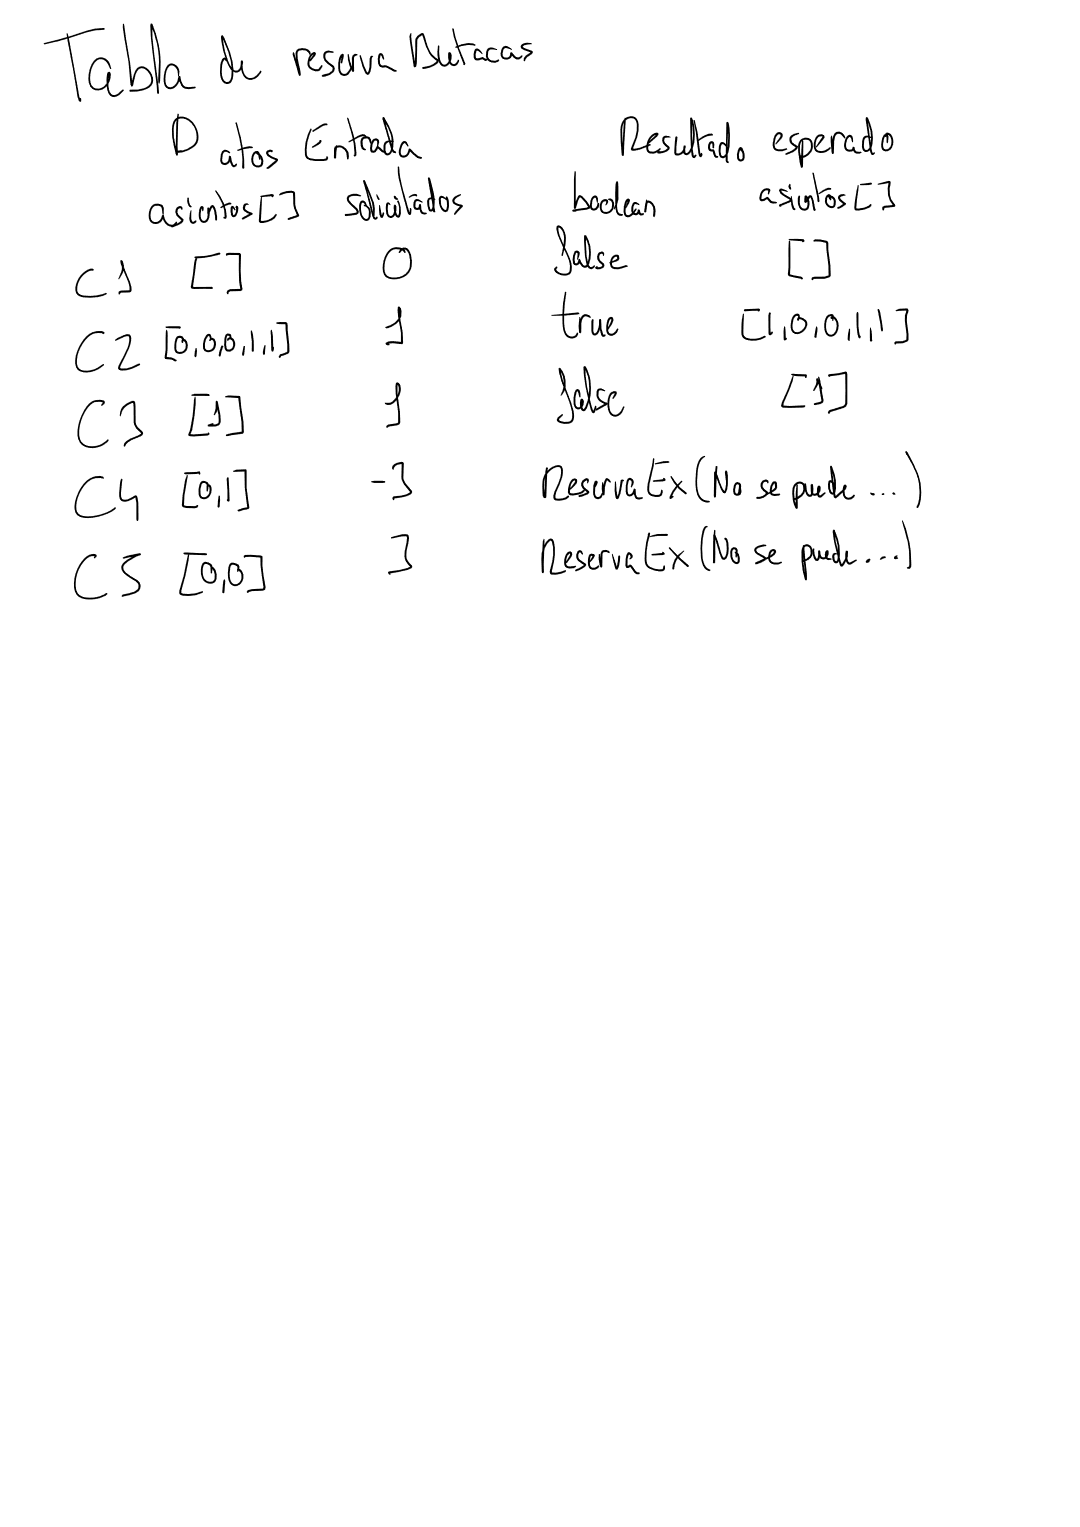 Tabla de reserva Butacas
Datos Entrada Resultado esperado
asientos[] solicitados boolean asientos[]
C1 [] 0 false []
C2 [0,0,0,1,1] 1 true [1,0,0,1,1]
C3 [1] 1 false [1]
C4 [0,1] -3 ReservaEx(No se puede ...)
C5 [0,0] 3 ReservaEx(No se puede...)